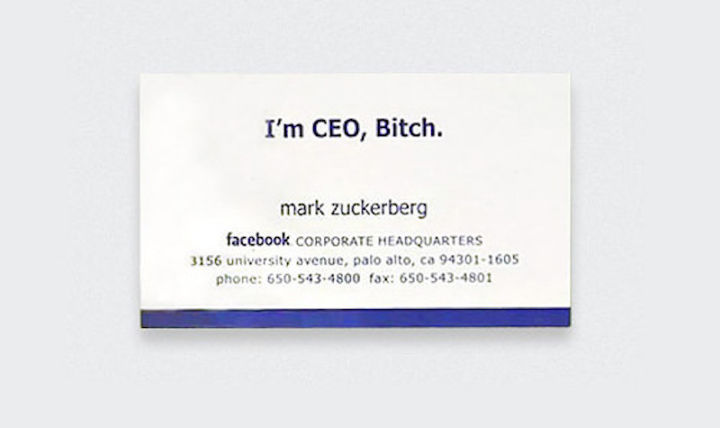 I'm CEO, Bitch.
mark zuckerberg
facebook CORPORATE HEADQUARTERS
3156 university avenue, palo alto, ca 94301-1605
phone: 650-543-4800 fax: 650-543-4801